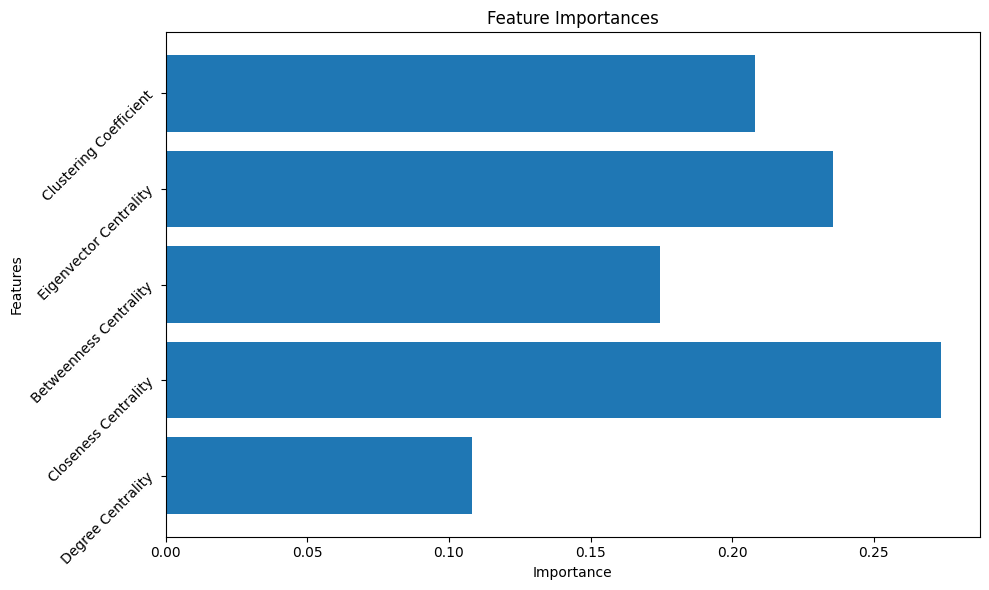 Feature Importances
Clustering Coefficient
Eigenvector Centrality
Betweenness Centrality
Closeness Centrality
Degree Centrality
Features
0.00 0.05 0.10 0.15 0.20 0.25
Importance